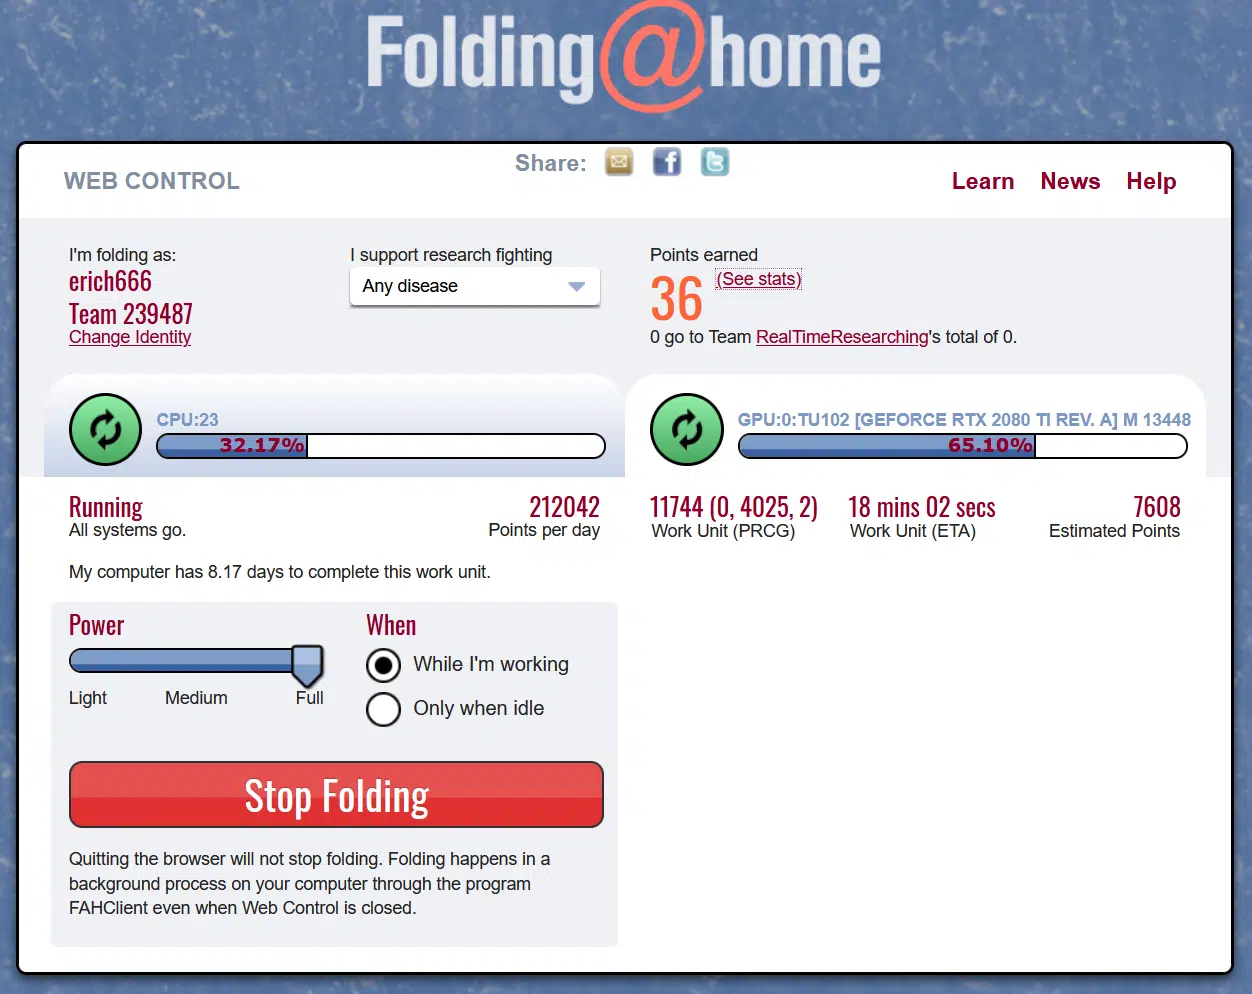 Folding@home
Share:
WEB CONTROL
Learn News Help
I'm folding as:
erich666
Team 239487
Change Identity
I support research fighting
Any disease
Points earned
36 (See stats)
0 go to Team RealTimeResearching's total of 0.
CPU:23
32.17%
GPU:0:TU102 [GEFORCE RTX 2080 TI REV. A] M 13448
65.10%
Running
All systems go.
212042
Points per day
My computer has 8.17 days to complete this work unit.
11744 (0, 4025, 2)
Work Unit (PRCG)
18 mins 02 secs
Work Unit (ETA)
7608
Estimated Points
Power
Light Medium Full
When
While I'm working
Only when idle
Stop Folding
Quitting the browser will not stop folding. Folding happens in a
background process on your computer through the program
FAHClient even when Web Control is closed.